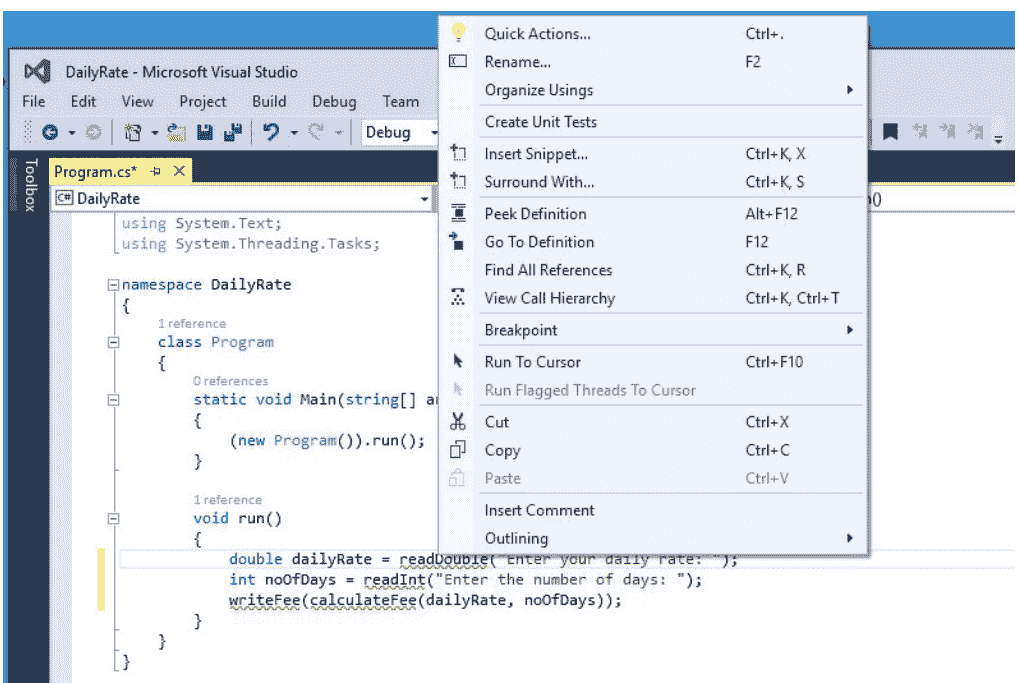 DailyRate - Microsoft Visual Studio
File Edit View Project Build Debug Team
Debug
Toolbox
Program.cs*
C# DailyRate
()
using System.Text;
using System.Threading.Tasks;
namespace DailyRate
{
1 reference
class Program
{
0 references
static void Main(string[] a
{
(new Program()).run();
}
1 reference
void run()
{
double dailyRate = readDouble("Enter your daily rate: ");
int noOfDays = readInt("Enter the number of days: ");
writeFee(calculateFee(dailyRate, noOfDays));
}
}
}
Quick Actions... Ctrl+.
Rename... F2
Organize Usings
Create Unit Tests
Insert Snippet... Ctrl+K, X
Surround With... Ctrl+K, S
Peek Definition Alt+F12
Go To Definition F12
Find All References Ctrl+K, R
View Call Hierarchy Ctrl+K, Ctrl+T
Breakpoint
Run To Cursor Ctrl+F10
Run Flagged Threads To Cursor
Cut Ctrl+X
Copy Ctrl+C
Paste Ctrl+V
Insert Comment
Outlining